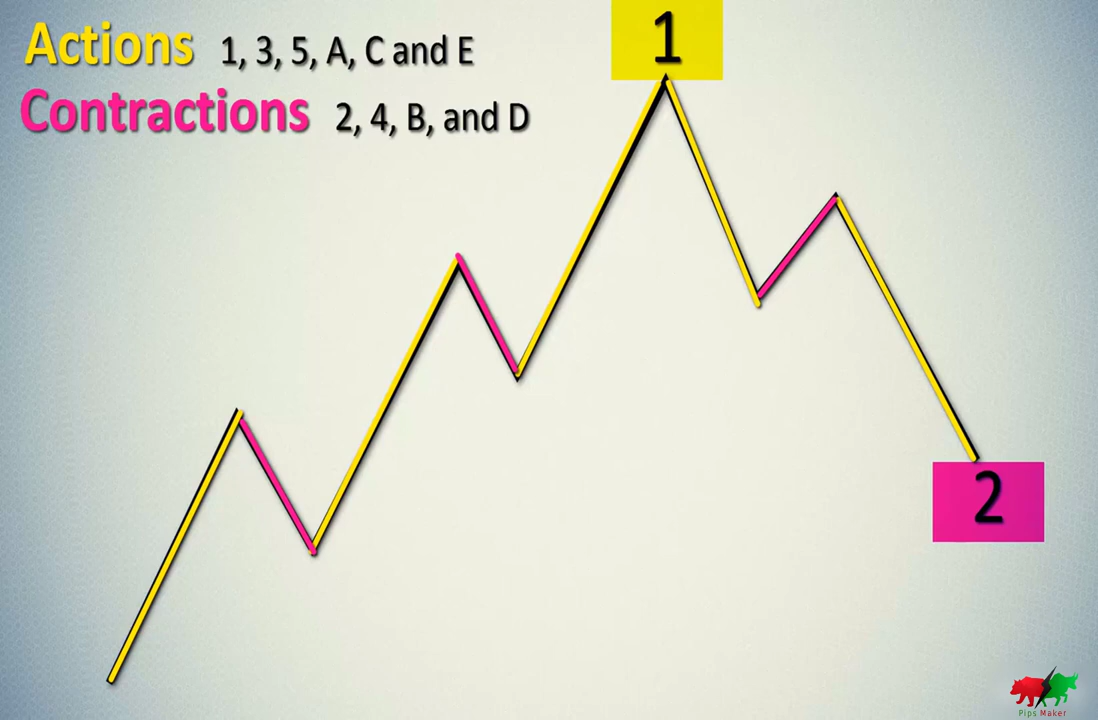 Actions 1, 3, 5, A, C and E
Contractions 2, 4, B, and D
1
2
Pips Maker